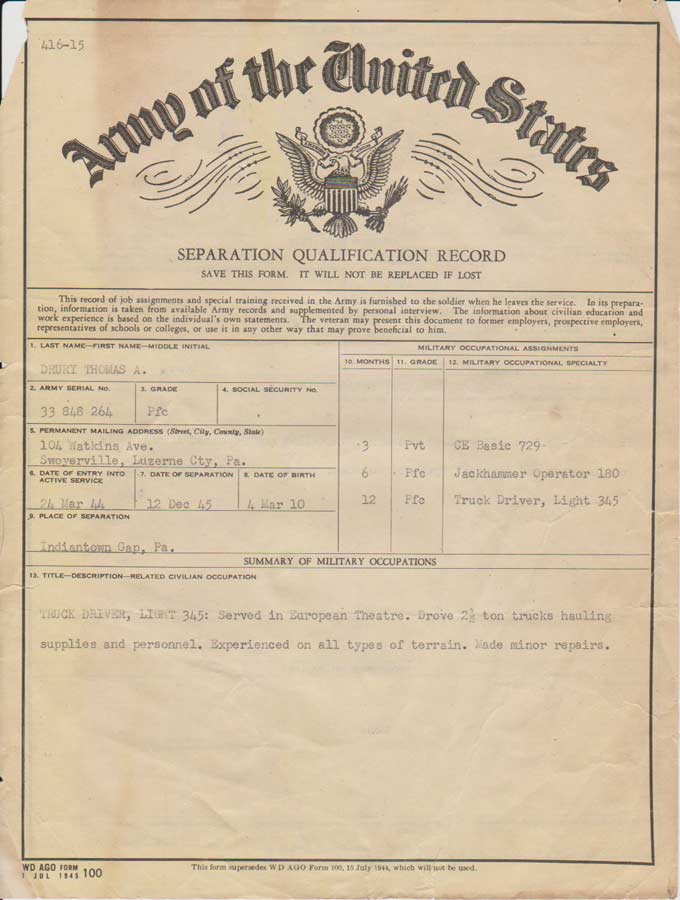 416-15
Army of the United States
SEPARATION QUALIFICATION RECORD
SAVE THIS FORM. IT WILL NOT BE REPLACED IF LOST
This record of job assignments and special training received in the Army is furnished to the soldier when he leaves the service. In its prepara-
tion, information is taken from available Army records and supplemented by personal interview. The information about civilian education and
work experience is based on the individual's own statements. The veteran may present this document to former employers, prospective employers,
representatives of schools or colleges, or use it in any other way that may prove beneficial to him.
1. LAST NAME—FIRST NAME—MIDDLE INITIAL
DRURY THOMAS A.
2. ARMY SERIAL No. 3. GRADE 4. SOCIAL SECURITY No.
33 848 264 Pfc
5. PERMANENT MAILING ADDRESS (Street, City, County, State)
104 Watkins Ave.
Swoyerville, Luzerne Cty, Pa.
6. DATE OF ENTRY INTO ACTIVE SERVICE 7. DATE OF SEPARATION 8. DATE OF BIRTH
24 Mar 44 12 Dec 45 4 Mar 10
9. PLACE OF SEPARATION
Indiantown Gap, Pa.
MILITARY OCCUPATIONAL ASSIGNMENTS
10. MONTHS 11. GRADE 12. MILITARY OCCUPATIONAL SPECIALTY
3 Pvt CE Basic 729
6 Pfc Jackhammer Operator 180
12 Pfc Truck Driver, Light 345
SUMMARY OF MILITARY OCCUPATIONS
13. TITLE—DESCRIPTION—RELATED CIVILIAN OCCUPATION
TRUCK DRIVER, LIGHT 345: Served in European Theatre. Drove 2½ ton trucks hauling
supplies and personnel. Experienced on all types of terrain. Made minor repairs.
WD AGO FORM 100
1 JUL 1945
This form supersedes WD AGO Form 100, 15 July 1944, which will not be used.